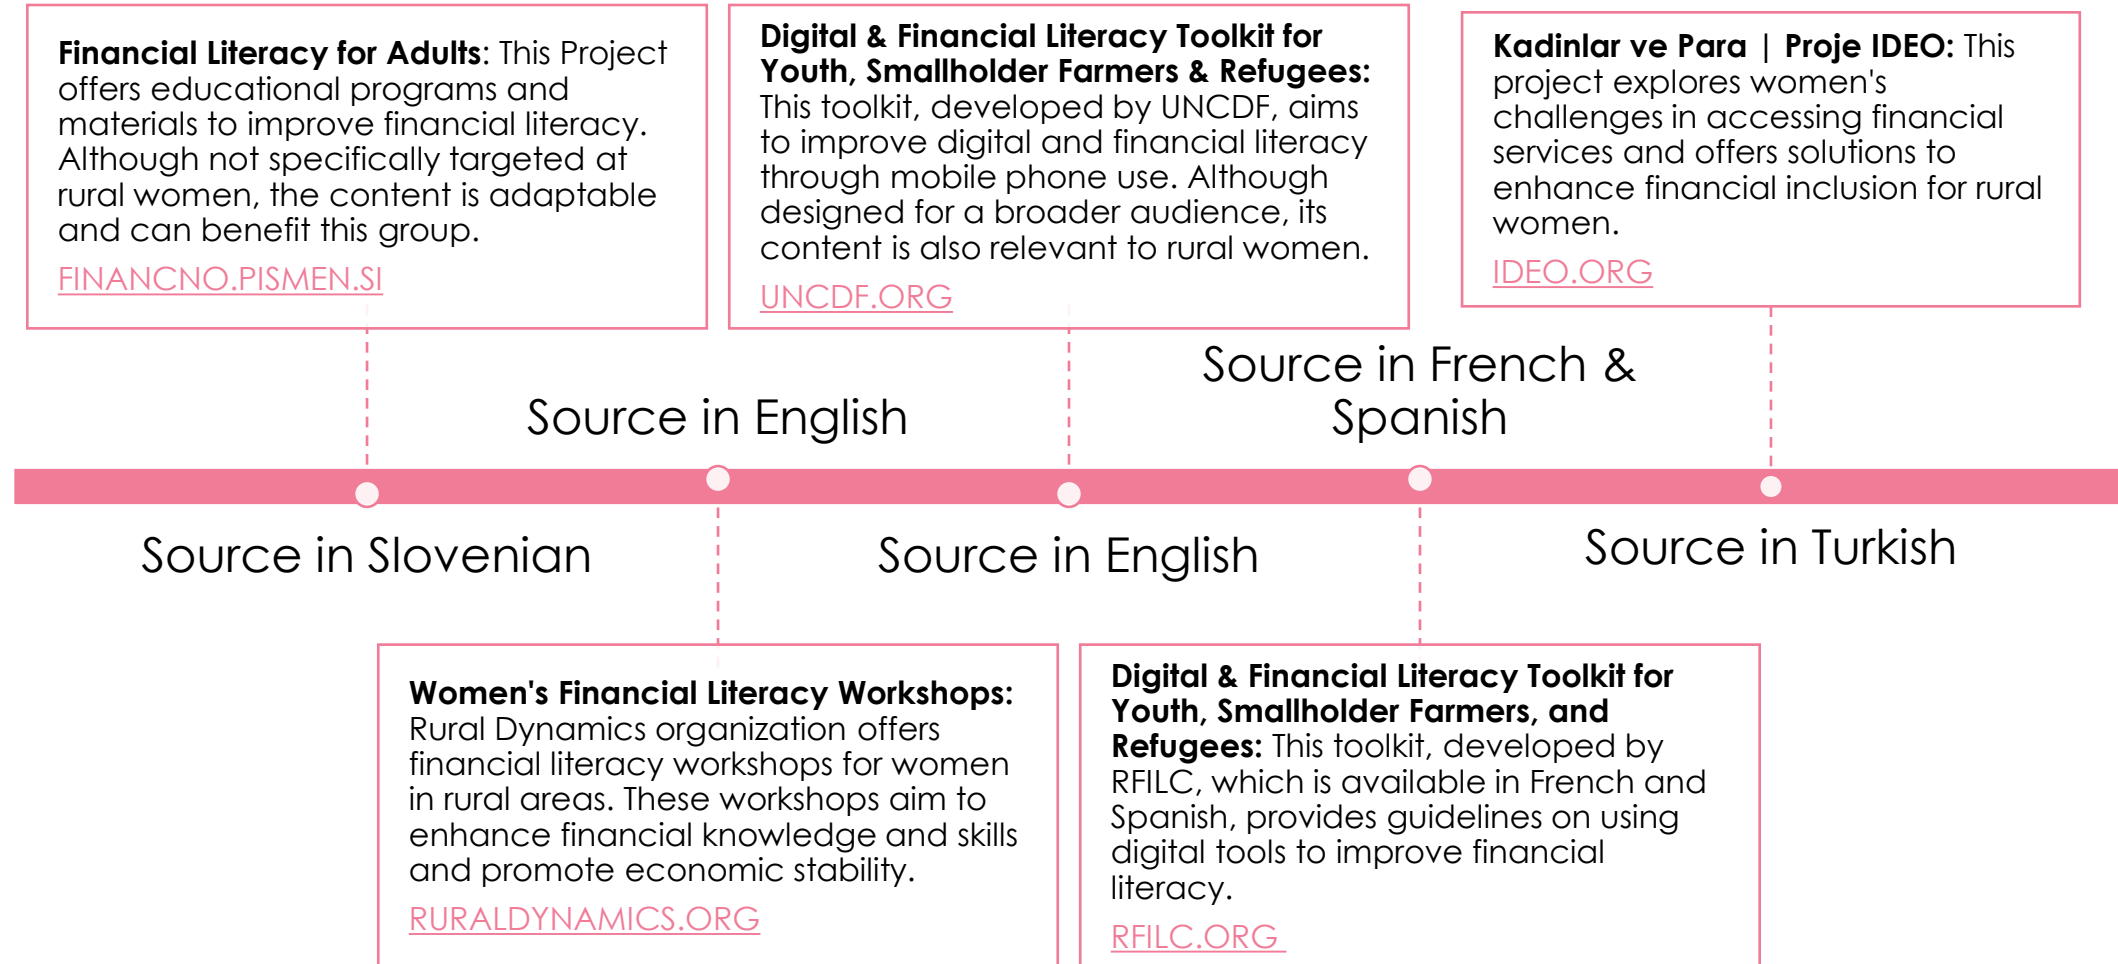 Financial Literacy for Adults: This Project
offers educational programs and
materials to improve financial literacy.
Although not specifically targeted at
rural women, the content is adaptable
and can benefit this group.
FINANCNO.PISMEN.SI
Digital & Financial Literacy Toolkit for
Youth, Smallholder Farmers & Refugees:
This toolkit, developed by UNCDF, aims
to improve digital and financial literacy
through mobile phone use. Although
designed for a broader audience, its
content is also relevant to rural women.
UNCDF.ORG
Kadinlar ve Para | Proje IDEO: This
project explores women's
challenges in accessing financial
services and offers solutions to
enhance financial inclusion for rural
women.
IDEO.ORG
Source in English
Source in French &
Spanish
Source in Slovenian
Source in English
Source in Turkish
Women's Financial Literacy Workshops:
Rural Dynamics organization offers
financial literacy workshops for women
in rural areas. These workshops aim to
enhance financial knowledge and skills
and promote economic stability.
RURALDYNAMICS.ORG
Digital & Financial Literacy Toolkit for
Youth, Smallholder Farmers, and
Refugees: This toolkit, developed by
RFILC, which is available in French and
Spanish, provides guidelines on using
digital tools to improve financial
literacy.
RFILC.ORG